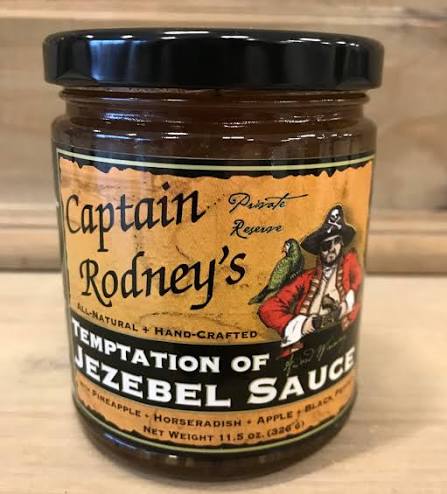 Captain
Rodney's
Private
Reserve
All-Natural + Hand-Crafted
Temptation of
Jezebel Sauce
with Pineapple • Horseradish • Apple • Black Pepper
Net Weight 11.5 oz. (326 g)